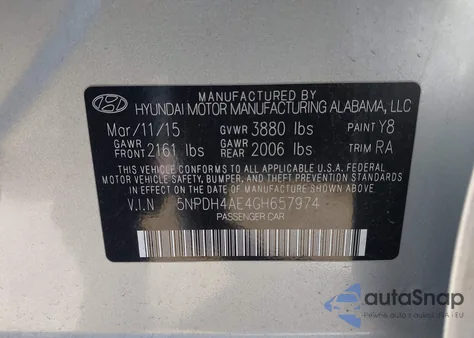 MANUFACTURED BY
HYUNDAI MOTOR MANUFACTURING ALABAMA, LLC
Mar/11/15 GVWR 3880 lbs PAINT Y8
GAWR FRONT 2161 lbs GAWR REAR 2006 lbs TRIM RA
THIS VEHICLE CONFORMS TO ALL APPLICABLE U.S.A. FEDERAL
MOTOR VEHICLE SAFETY, BUMPER, AND THEFT PREVENTION STANDARDS
IN EFFECT ON THE DATE OF MANUFACTURE SHOWN ABOVE.
V.I.N 5NPDH4AE4GH657974
PASSENGER CAR
autoSnap